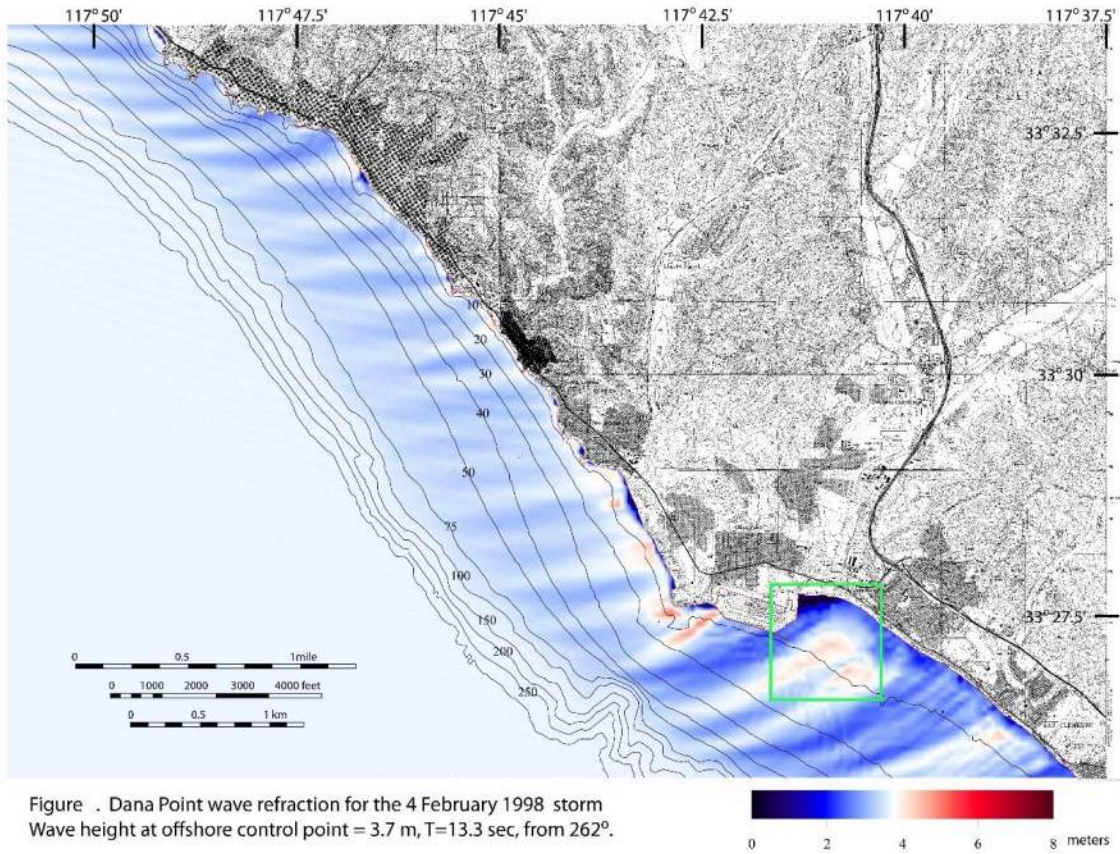 117°50' 117°47.5' 117°45' 117°42.5' 117°40' 117°37.5'
33°32.5'
10
20
30
33°30'
40
50
75
100
150
33°27.5'
200
250
0 0.5 1mile
0 1000 2000 3000 4000 feet
0 0.5 1 km
SAN CLEMENTE
Figure . Dana Point wave refraction for the 4 February 1998 storm
Wave height at offshore control point = 3.7 m, T=13.3 sec, from 262°.
0 2 4 6 8 meters